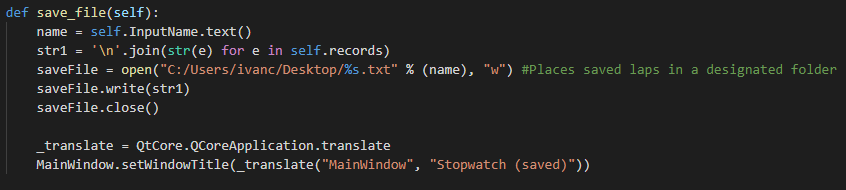 def save_file(self):
    name = self.InputName.text()
    str1 = '\n'.join(str(e) for e in self.records)
    saveFile = open("C:/Users/ivanc/Desktop/%s.txt" % (name), "w") #Places saved laps in a designated folder
    saveFile.write(str1)
    saveFile.close()

    _translate = QtCore.QCoreApplication.translate
    MainWindow.setWindowTitle(_translate("MainWindow", "Stopwatch (saved)"))